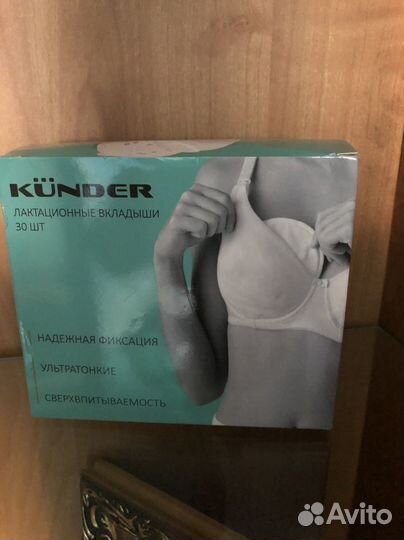 KÜNDER
ЛАКТАЦИОННЫЕ ВКЛАДЫШИ
30 ШТ
НАДЕЖНАЯ ФИКСАЦИЯ
УЛЬТРАТОНКИЕ
СВЕРХВПИТЫВАЕМОСТЬ
Avito